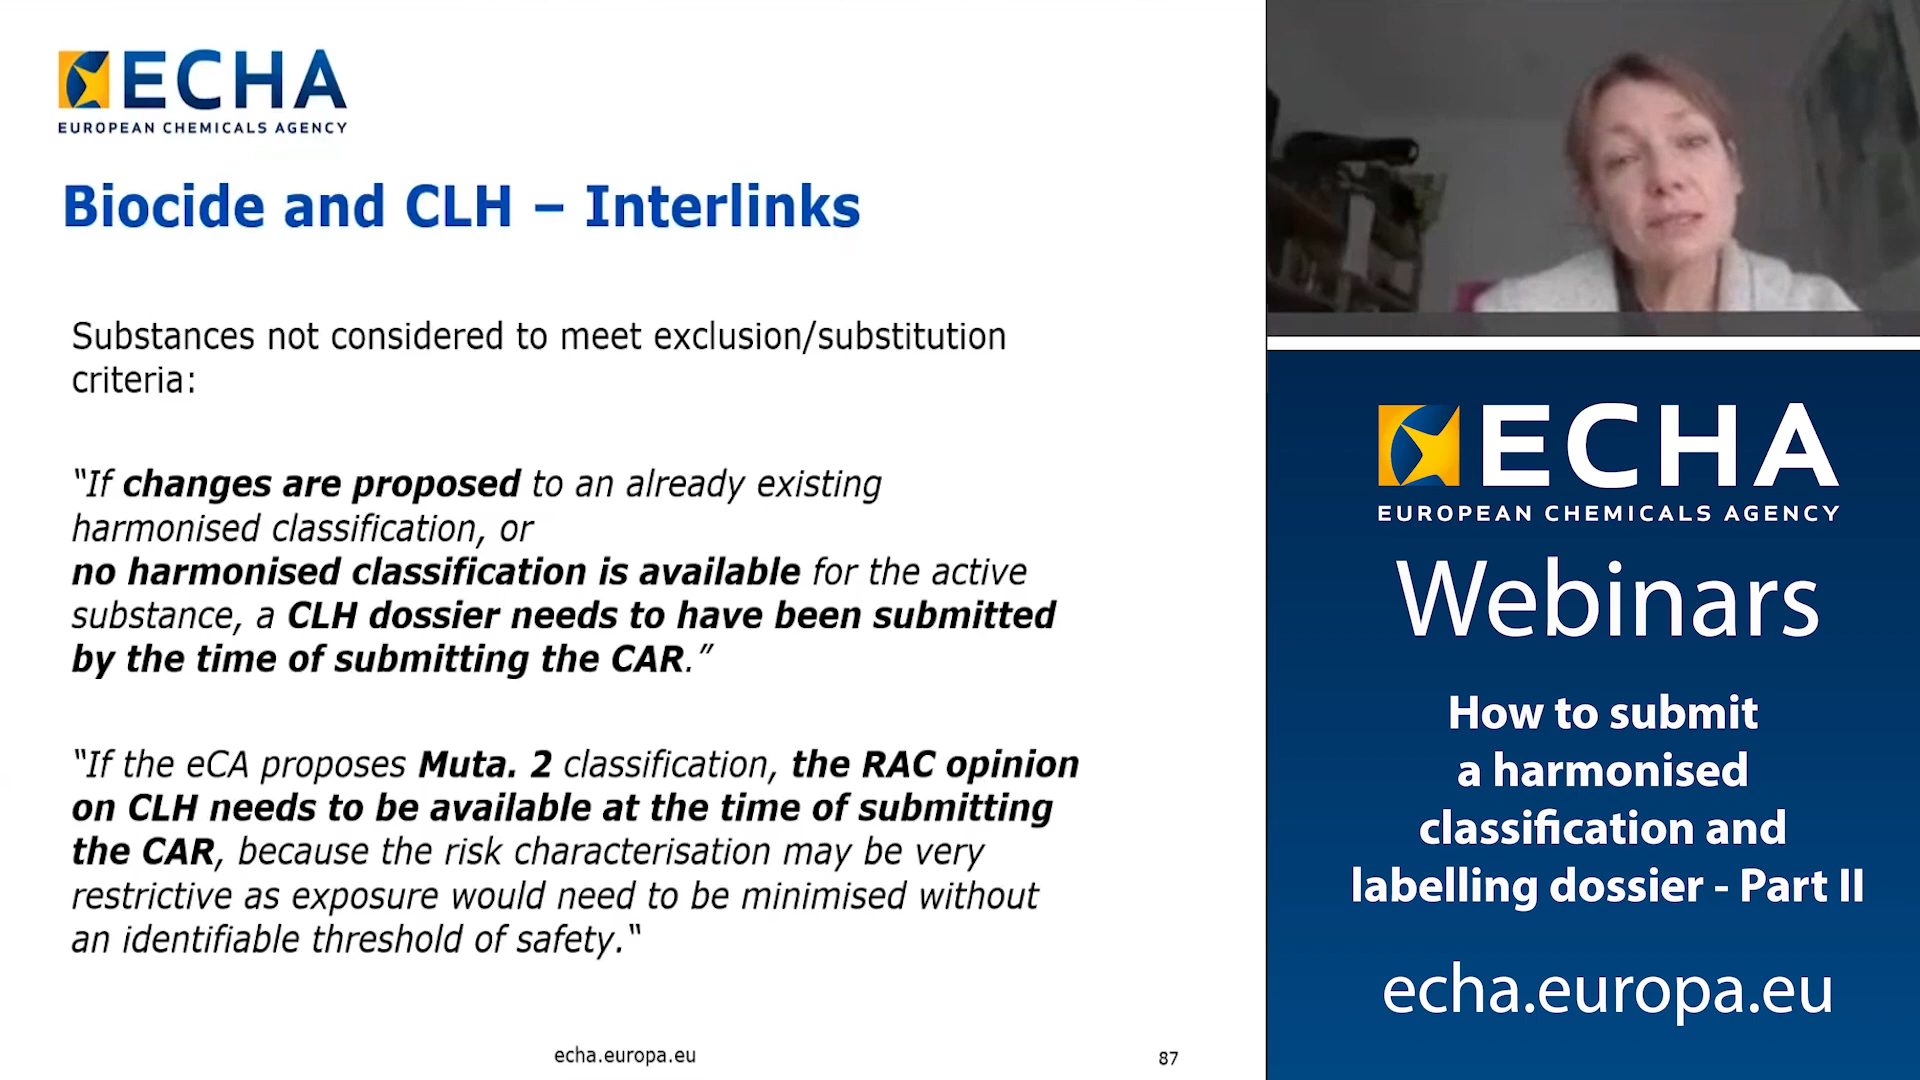 ECHA
EUROPEAN CHEMICALS AGENCY
Biocide and CLH – Interlinks
Substances not considered to meet exclusion/substitution
criteria:
“If changes are proposed to an already existing
harmonised classification, or
no harmonised classification is available for the active
substance, a CLH dossier needs to have been submitted
by the time of submitting the CAR.”
“If the eCA proposes Muta. 2 classification, the RAC opinion
on CLH needs to be available at the time of submitting
the CAR, because the risk characterisation may be very
restrictive as exposure would need to be minimised without
an identifiable threshold of safety.“
echa.europa.eu
87
ECHA
EUROPEAN CHEMICALS AGENCY
Webinars
How to submit
a harmonised
classification and
labelling dossier - Part II
echa.europa.eu